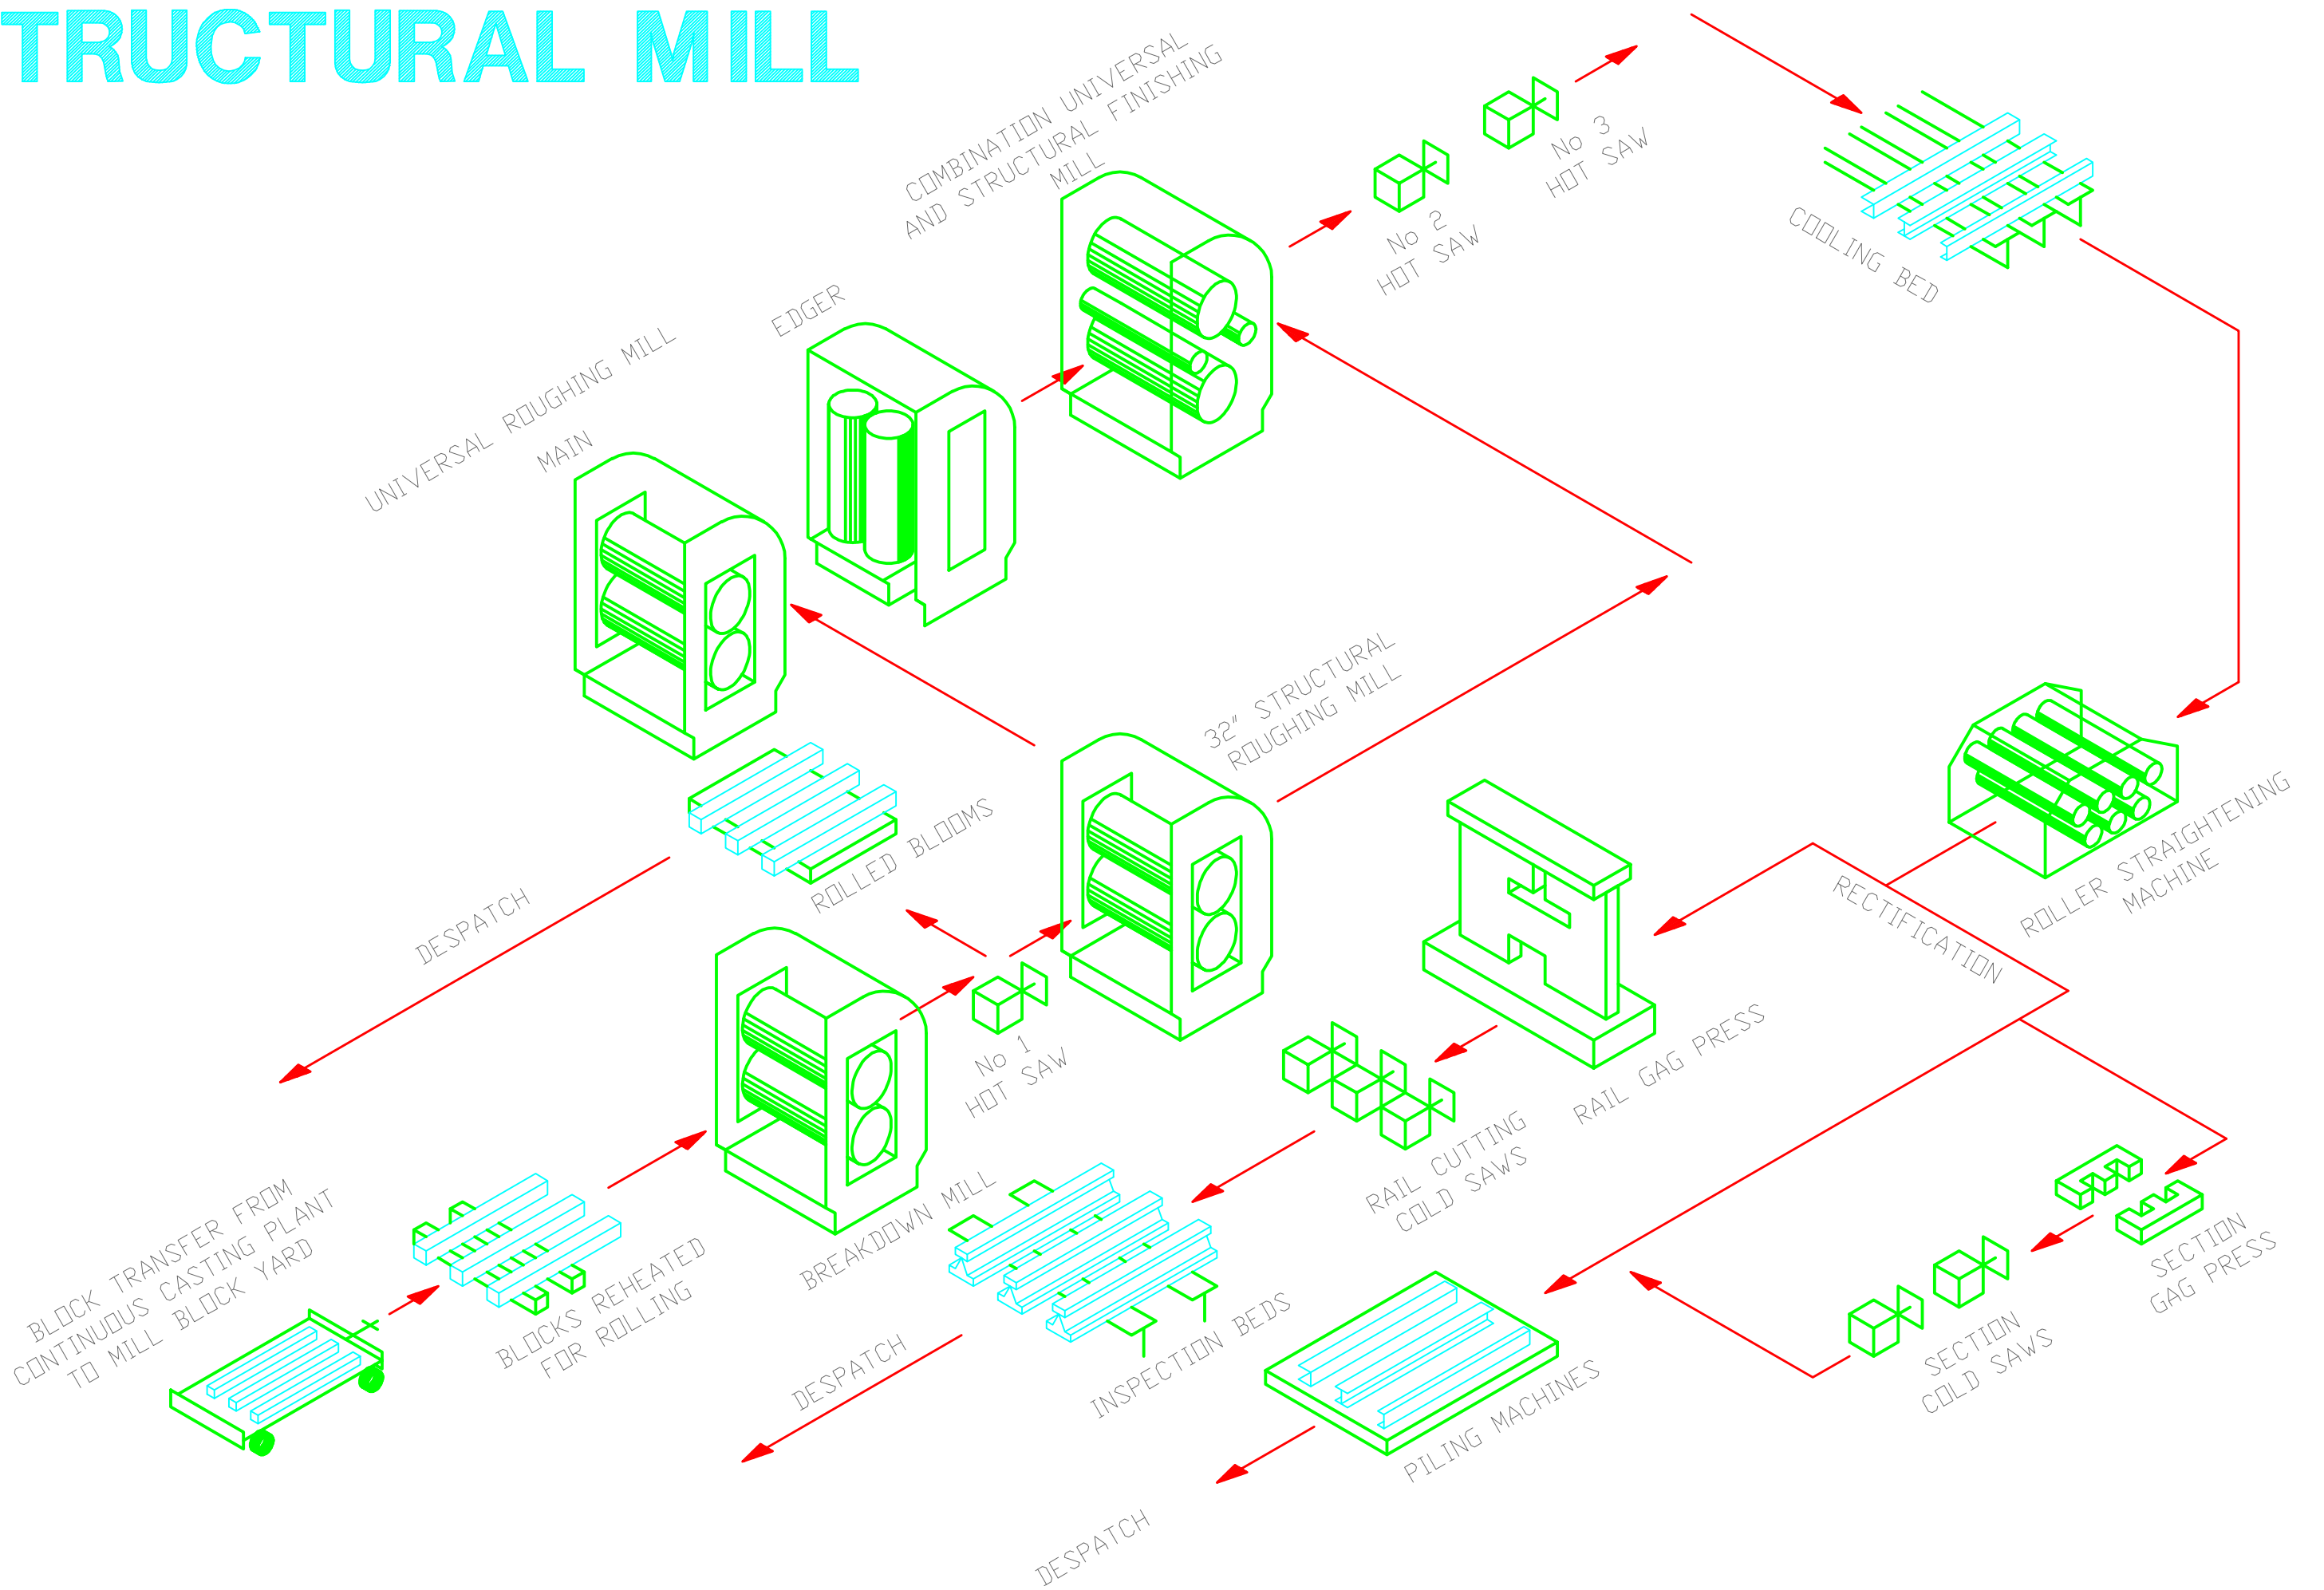 TRUCTURAL MILL
COMBINATION UNIVERSAL
AND STRUCTURAL FINISHING
MILL
No 3
HOT SAW
No 2
HOT SAW
COOLING BED
EDGER
UNIVERSAL ROUGHING MILL
MAIN
32" STRUCTURAL
ROUGHING MILL
ROLLER STRAIGHTENING
MACHINE
RECTIFICATION
ROLLED BLOOMS
DESPATCH
No 1
HOT SAW
RAIL GAG PRESS
RAIL CUTTING
COLD SAWS
BREAKDOWN MILL
BLOCK TRANSFER FROM
CONTINUOUS CASTING PLANT
TO MILL BLOCK YARD
BLOCKS REHEATED
FOR ROLLING
SECTION
GAG PRESS
SECTION
COLD SAWS
INSPECTION BEDS
DESPATCH
PILING MACHINES
DESPATCH